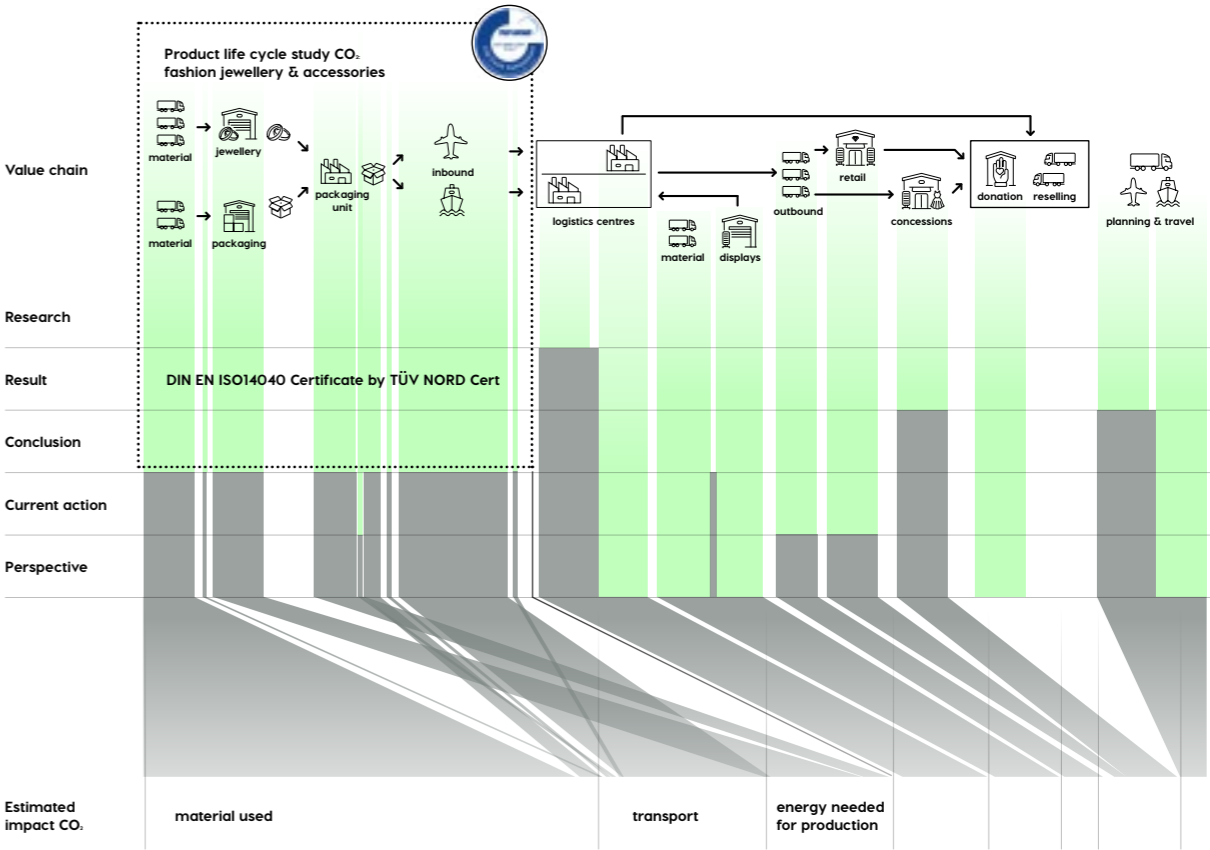 Product life cycle study CO₂
fashion jewellery & accessories
Value chain
material
jewellery
material
packaging
packaging
unit
inbound
logistics centres
material
displays
outbound
retail
concessions
donation
reselling
planning & travel
Research
Result
DIN EN ISO14040 Certificate by TÜV NORD Cert
Conclusion
Current action
Perspective
Estimated
impact CO₂
material used
transport
energy needed
for production